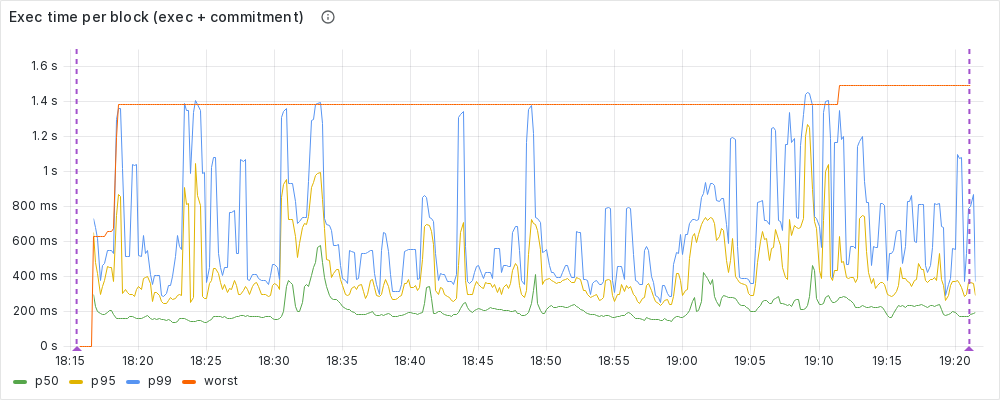 Exec time per block (exec + commitment)
1.6 s
1.4 s
1.2 s
1 s
800 ms
600 ms
400 ms
200 ms
0 s
18:15 18:20 18:25 18:30 18:35 18:40 18:45 18:50 18:55 19:00 19:05 19:10 19:15 19:20
p50 p95 p99 worst